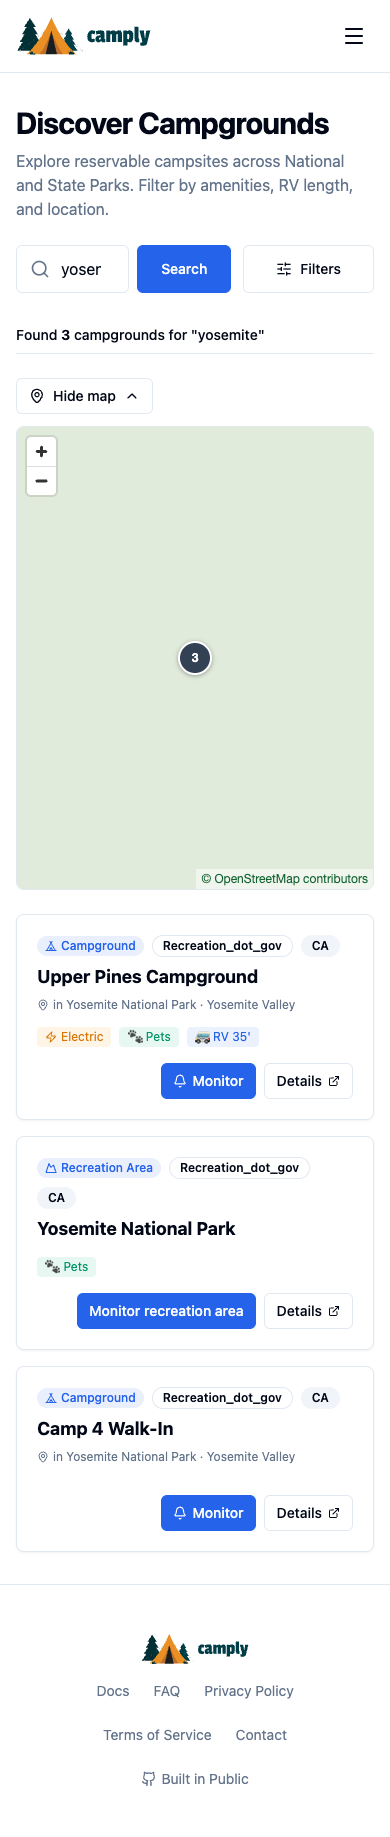 camply
Discover Campgrounds
Explore reservable campsites across National
and State Parks. Filter by amenities, RV length,
and location.
yosem
Search
Filters
Found 3 campgrounds for "yosemite"
Hide map
3
© OpenStreetMap contributors
Campground Recreation_dot_gov CA
Upper Pines Campground
in Yosemite National Park · Yosemite Valley
Electric Pets RV 35'
Monitor Details
Recreation Area Recreation_dot_gov
CA
Yosemite National Park
Pets
Monitor recreation area Details
Campground Recreation_dot_gov CA
Camp 4 Walk-In
in Yosemite National Park · Yosemite Valley
Monitor Details
camply
Docs FAQ Privacy Policy
Terms of Service Contact
Built in Public